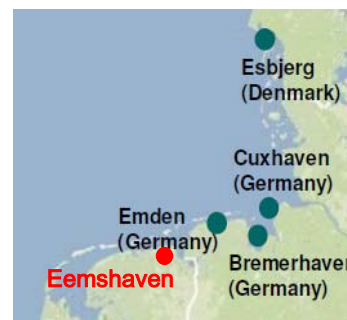 Esbjerg
(Denmark)
Cuxhaven
(Germany)
Emden
(Germany)
Bremerhaven
(Germany)
Eemshaven